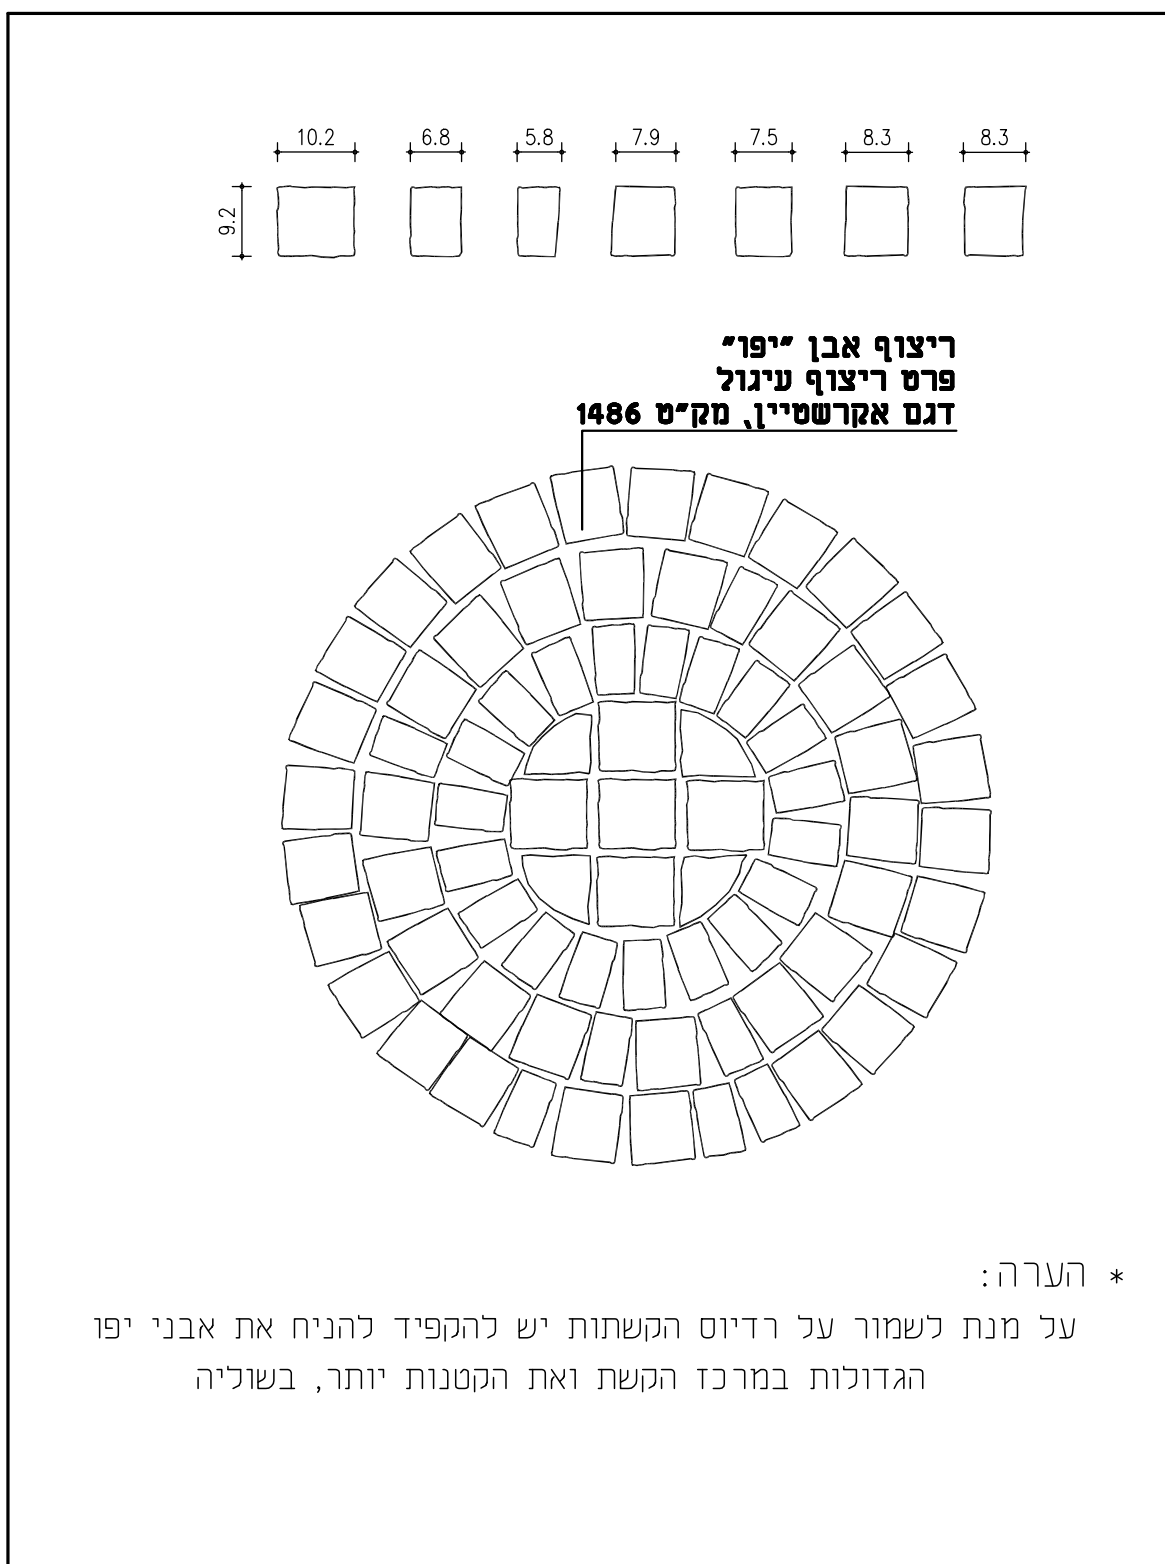 10.2 6.8 5.8 7.9 7.5 8.3 8.3
9.2
ריצוף אבן "יפו"
פרט ריצוף עיגול
דגם אקרשטיין, מק"ט 1486
* הערה:
על מנת לשמור על רדיוס הקשתות יש להקפיד להניח את אבני יפו
הגדולות במרכז הקשת ואת הקטנות יותר, בשוליה